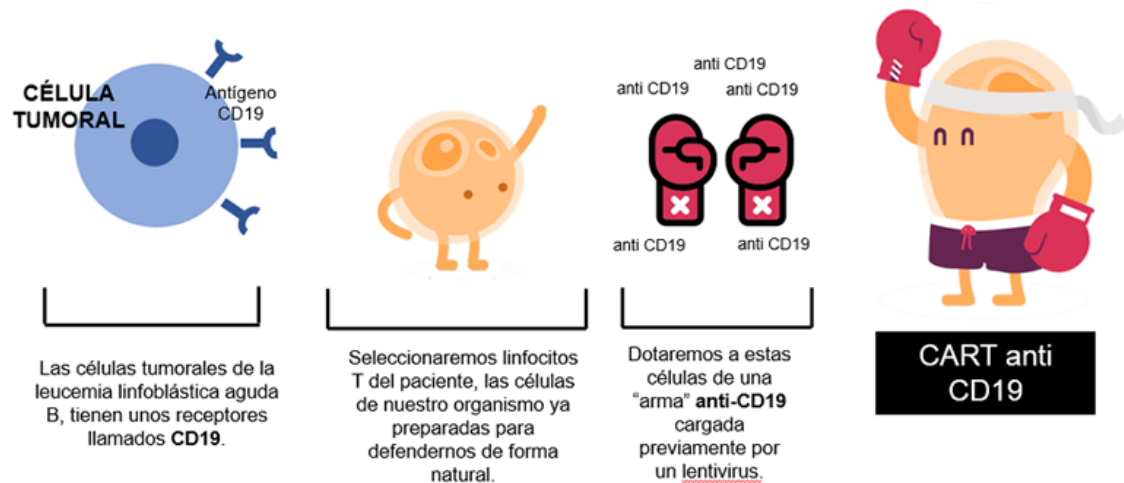 CÉLULA
TUMORAL
Antígeno
CD19
anti CD19
anti CD19
anti CD19
anti CD19
anti CD19
Las células tumorales de la
leucemia linfoblástica aguda
B, tienen unos receptores
llamados CD19.
Seleccionaremos linfocitos
T del paciente, las células
de nuestro organismo ya
preparadas para
defendernos de forma
natural.
Dotaremos a estas
células de una
“arma” anti-CD19
cargada
previamente por
un lentivirus.
CART anti
CD19